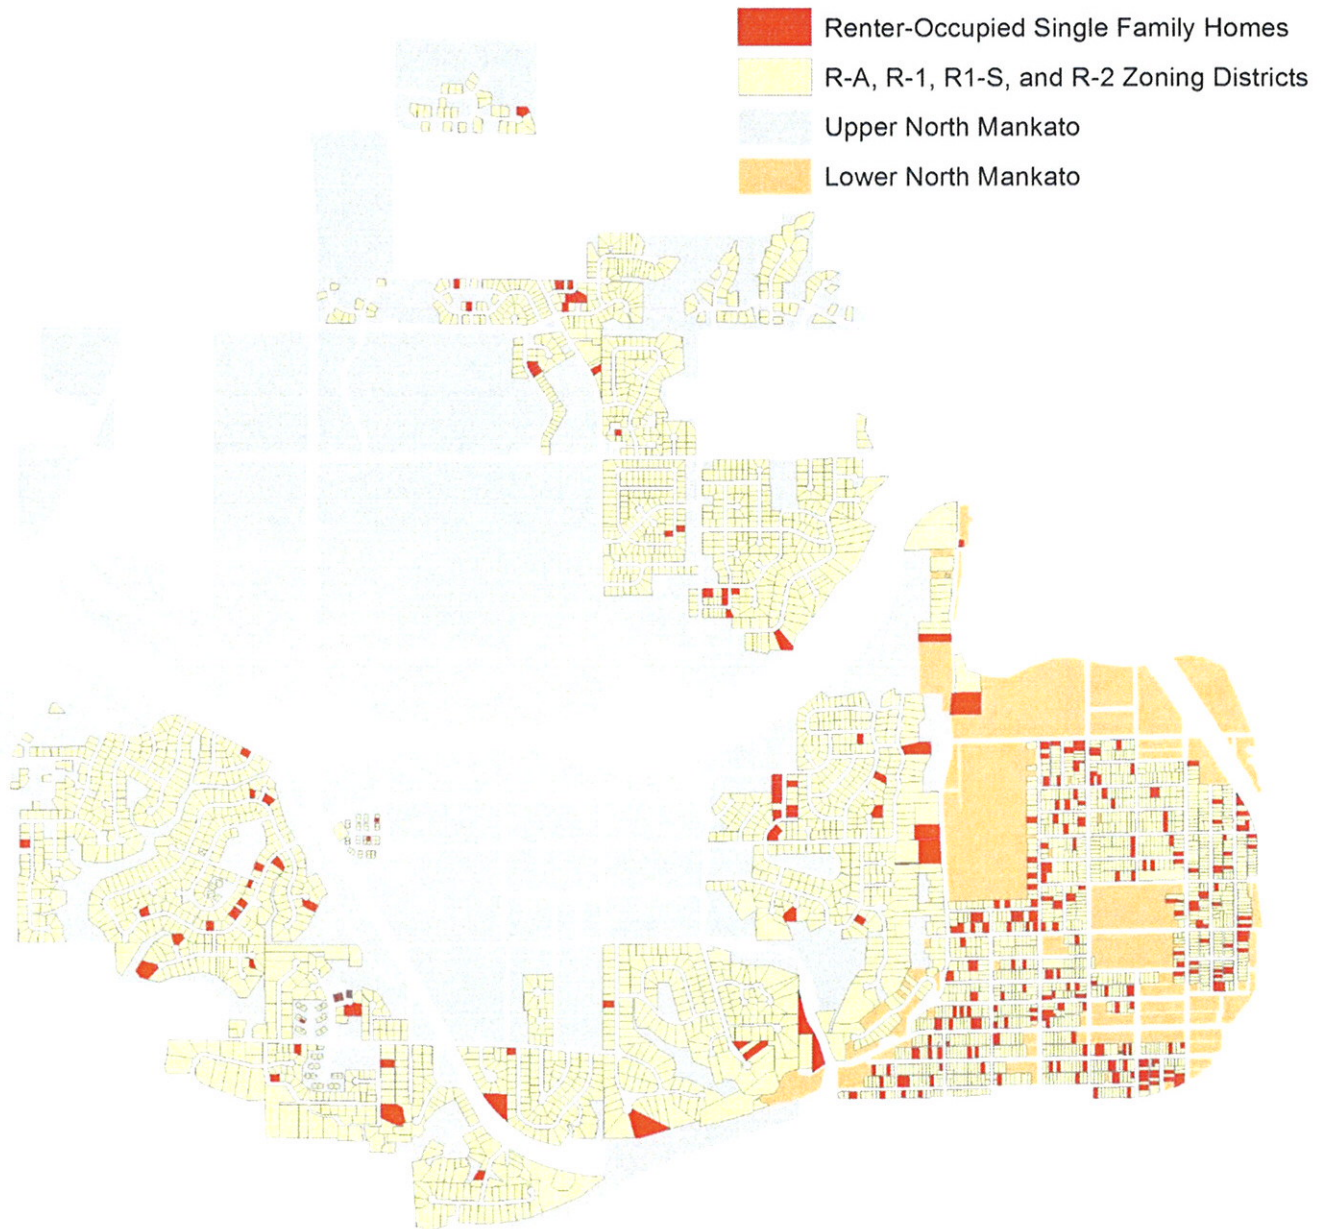 Renter-Occupied Single Family Homes
R-A, R-1, R1-S, and R-2 Zoning Districts
Upper North Mankato
Lower North Mankato